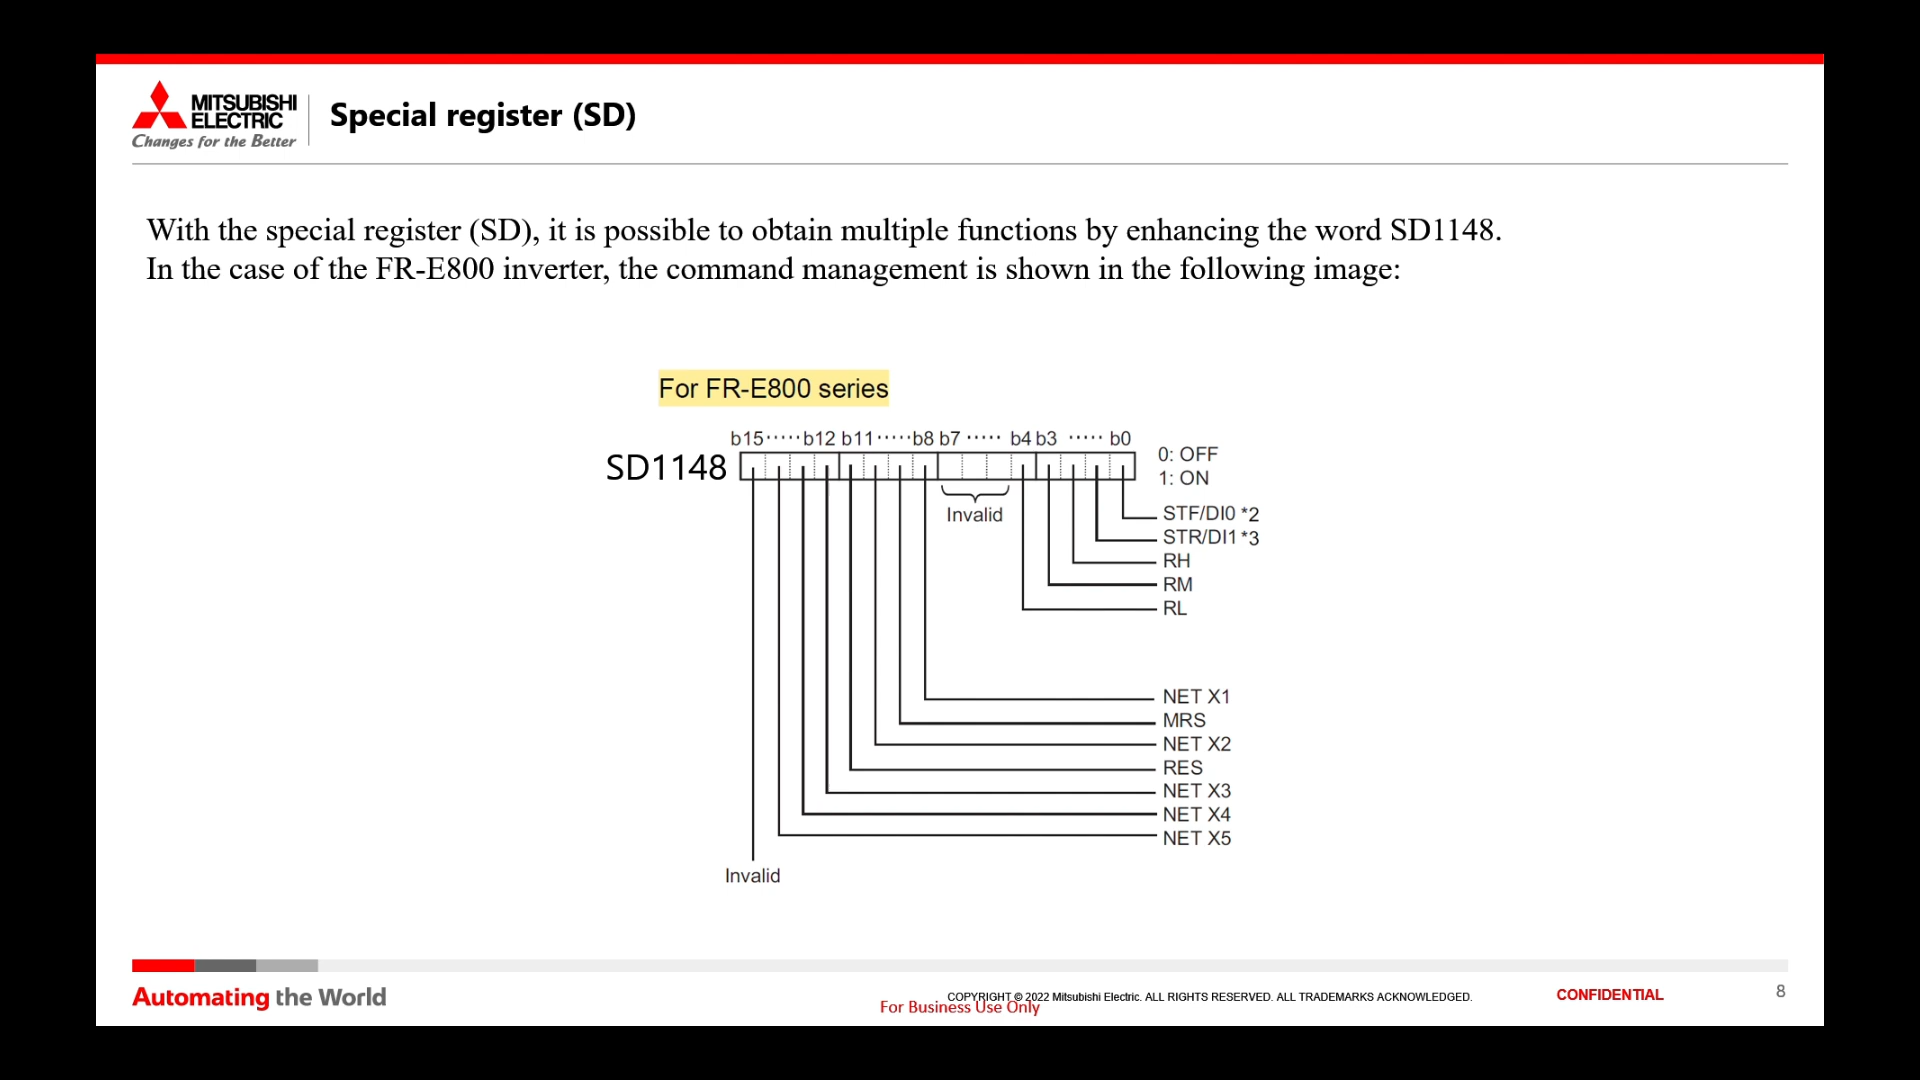 MITSUBISHI
ELECTRIC
Changes for the Better
Special register (SD)
With the special register (SD), it is possible to obtain multiple functions by enhancing the word SD1148.
In the case of the FR-E800 inverter, the command management is shown in the following image:
For FR-E800 series
b15·····b12 b11·····b8 b7 ····· b4 b3 ····· b0
SD1148
0: OFF
1: ON
Invalid
STF/DI0 *2
STR/DI1 *3
RH
RM
RL
NET X1
MRS
NET X2
RES
NET X3
NET X4
NET X5
Invalid
Automating the World
COPYRIGHT © 2022 Mitsubishi Electric. ALL RIGHTS RESERVED. ALL TRADEMARKS ACKNOWLEDGED.
For Business Use Only
CONFIDENTIAL
8